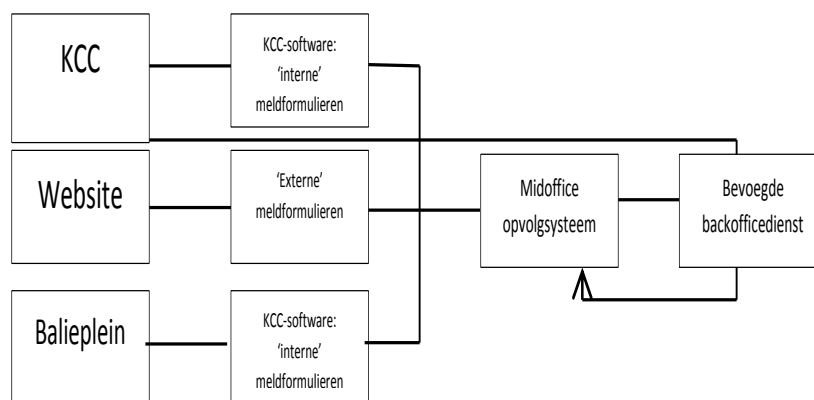 KCC
KCC-software:
‘interne’
meldformulieren
Website
‘Externe’
meldformulieren
Midoffice
opvolgsysteem
Bevoegde
backofficedienst
Balieplein
KCC-software:
‘interne’
meldformulieren